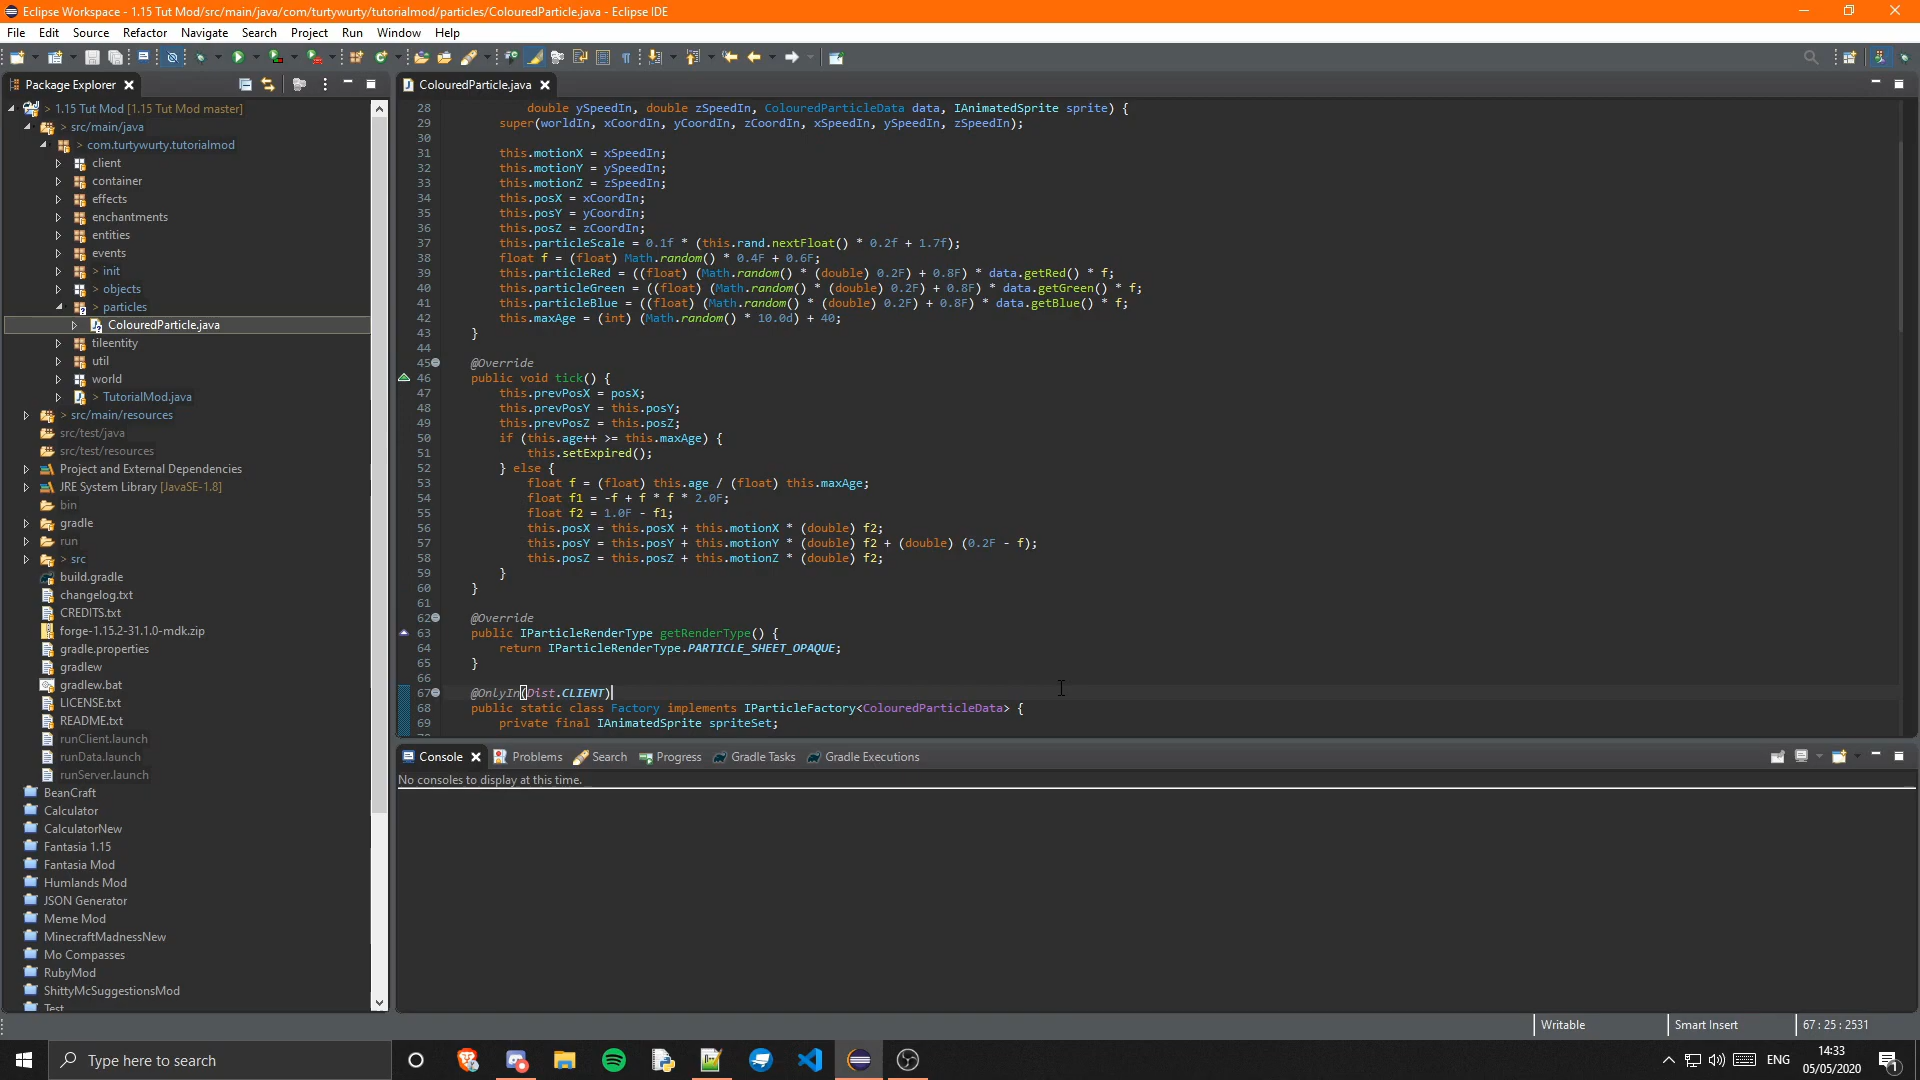 Eclipse Workspace - 1.15 Tut Mod/src/main/java/com/turtywurty/tutorialmod/particles/ColouredParticle.java - Eclipse IDE
File Edit Source Refactor Navigate Search Project Run Window Help
Package Explorer
ColouredParticle.java
> 1.15 Tut Mod [1.15 Tut Mod master]
> src/main/java
> com.turtywurty.tutorialmod
client
container
effects
enchantments
entities
events
> init
> objects
> particles
ColouredParticle.java
tileentity
util
world
> TutorialMod.java
> src/main/resources
src/test/java
src/test/resources
Project and External Dependencies
JRE System Library [JavaSE-1.8]
bin
gradle
run
> src
build.gradle
changelog.txt
CREDITS.txt
forge-1.15.2-31.1.0-mdk.zip
gradle.properties
gradlew
gradlew.bat
LICENSE.txt
README.txt
runClient.launch
runData.launch
runServer.launch
BeanCraft
Calculator
CalculatorNew
Fantasia 1.15
Fantasia Mod
Humlands Mod
JSON Generator
Meme Mod
MinecraftMadnessNew
Mo Compasses
RubyMod
ShittyMcSuggestionsMod
Test
28 double ySpeedIn, double zSpeedIn, ColouredParticleData data, IAnimatedSprite sprite) {
29 super(worldIn, xCoordIn, yCoordIn, zCoordIn, xSpeedIn, ySpeedIn, zSpeedIn);
30
31 this.motionX = xSpeedIn;
32 this.motionY = ySpeedIn;
33 this.motionZ = zSpeedIn;
34 this.posX = xCoordIn;
35 this.posY = yCoordIn;
36 this.posZ = zCoordIn;
37 this.particleScale = 0.1f * (this.rand.nextFloat() * 0.2f + 1.7f);
38 float f = (float) Math.random() * 0.4F + 0.6F;
39 this.particleRed = ((float) (Math.random() * (double) 0.2F) + 0.8F) * data.getRed() * f;
40 this.particleGreen = ((float) (Math.random() * (double) 0.2F) + 0.8F) * data.getGreen() * f;
41 this.particleBlue = ((float) (Math.random() * (double) 0.2F) + 0.8F) * data.getBlue() * f;
42 this.maxAge = (int) (Math.random() * 10.0d) + 40;
43 }
44
45 @Override
46 public void tick() {
47 this.prevPosX = posX;
48 this.prevPosY = this.posY;
49 this.prevPosZ = this.posZ;
50 if (this.age++ >= this.maxAge) {
51 this.setExpired();
52 } else {
53 float f = (float) this.age / (float) this.maxAge;
54 float f1 = -f + f * f * 2.0F;
55 float f2 = 1.0F - f1;
56 this.posX = this.posX + this.motionX * (double) f2;
57 this.posY = this.posY + this.motionY * (double) f2 + (double) (0.2F - f);
58 this.posZ = this.posZ + this.motionZ * (double) f2;
59 }
60 }
61
62 @Override
63 public IParticleRenderType getRenderType() {
64 return IParticleRenderType.PARTICLE_SHEET_OPAQUE;
65 }
66
67 @OnlyIn(Dist.CLIENT)
68 public static class Factory implements IParticleFactory<ColouredParticleData> {
69 private final IAnimatedSprite spriteSet;
Console Problems Search Progress Gradle Tasks Gradle Executions
No consoles to display at this time.
Writable Smart Insert 67 : 25 : 2531
Type here to search
ENG
14:33
05/05/2020
1